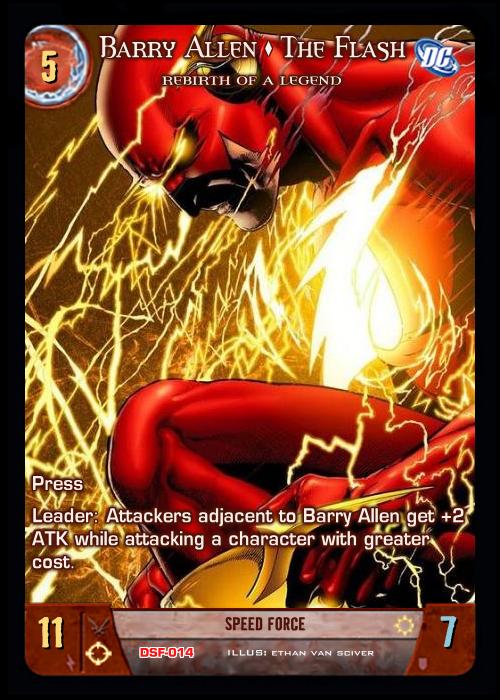 5
BARRY ALLEN ♦ THE FLASH
DC
REBIRTH OF A LEGEND
Press
Leader: Attackers adjacent to Barry Allen get +2
ATK while attacking a character with greater
cost.
11
SPEED FORCE
7
DSF-014
ILLUS: ETHAN VAN SCIVER